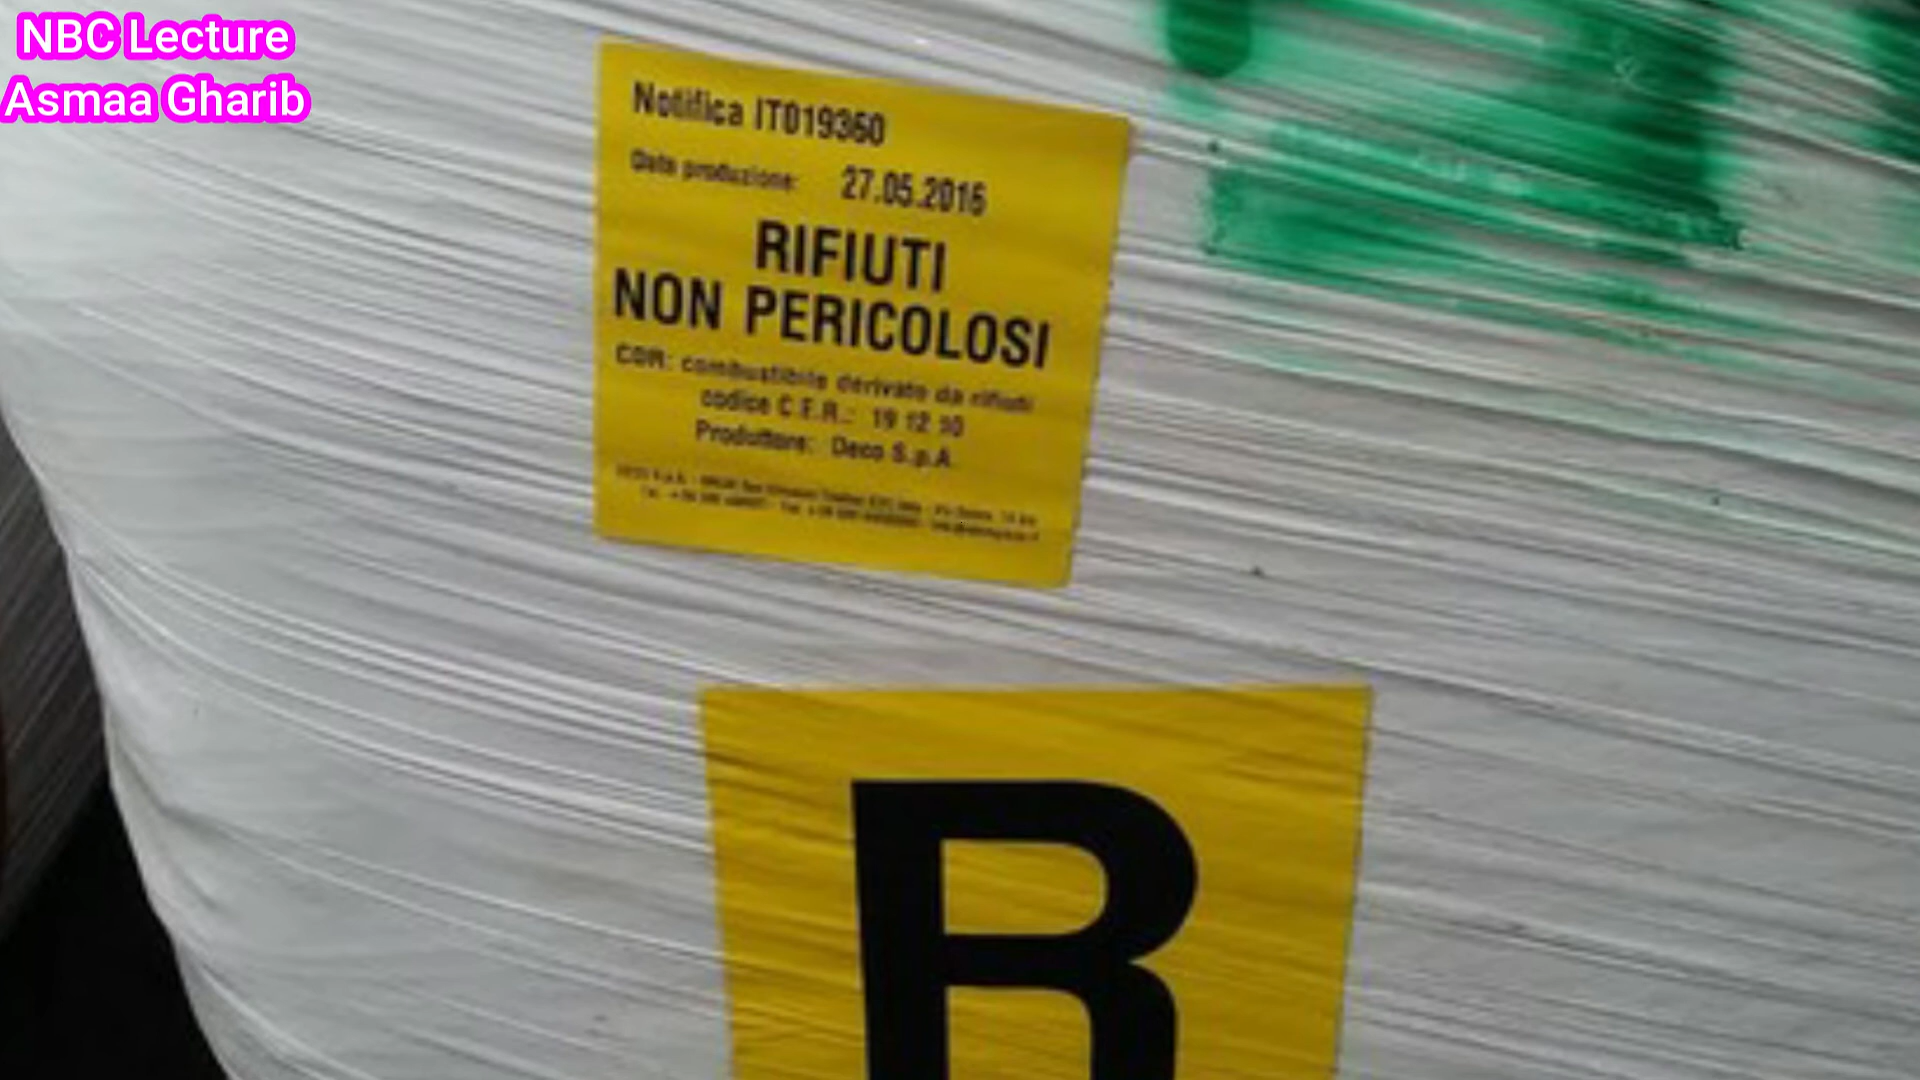 NBC Lecture
Asmaa Gharib
Notifica IT019360
Data produzione: 27.05.2016
RIFIUTI
NON PERICOLOSI
CDR: combustibile derivato da rifiuti
codice C.E.R.: 19 12 10
Produttore: Deco S.p.A.
R